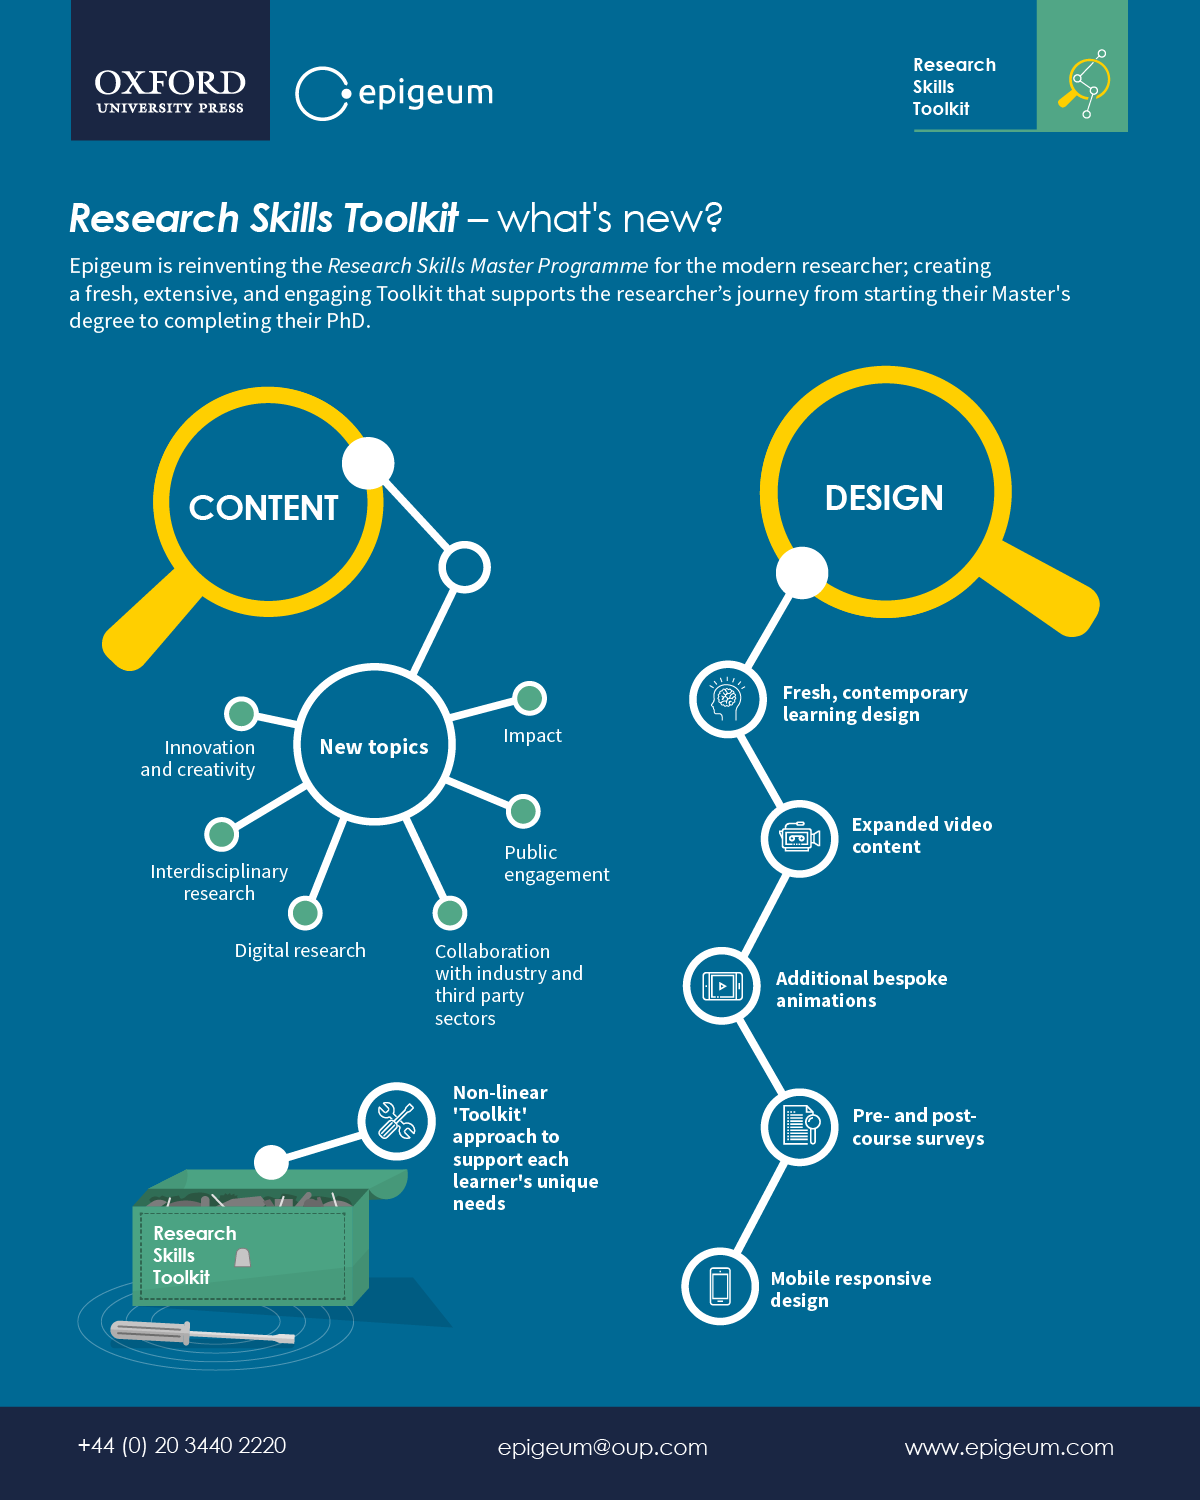 OXFORD
UNIVERSITY PRESS
epigeum
Research
Skills
Toolkit
Research Skills Toolkit – what's new?
Epigeum is reinventing the Research Skills Master Programme for the modern researcher; creating
a fresh, extensive, and engaging Toolkit that supports the researcher’s journey from starting their Master's
degree to completing their PhD.
CONTENT
New topics
Innovation
and creativity
Interdisciplinary
research
Digital research
Collaboration
with industry and
third party
sectors
Public
engagement
Impact
Non-linear
'Toolkit'
approach to
support each
learner's unique
needs
Research
Skills
Toolkit
DESIGN
Fresh, contemporary
learning design
Expanded video
content
Additional bespoke
animations
Pre- and post-
course surveys
Mobile responsive
design
+44 (0) 20 3440 2220
epigeum@oup.com
www.epigeum.com